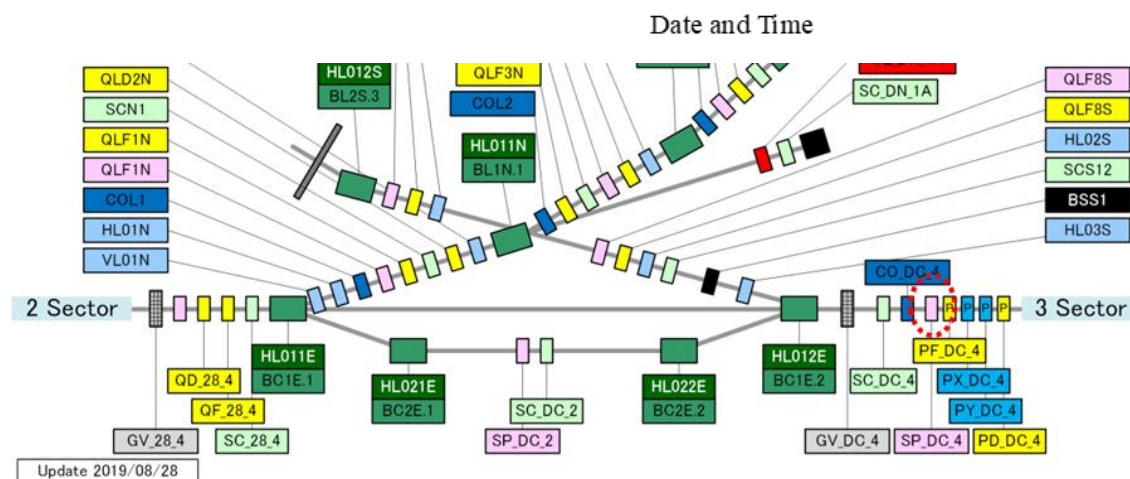 Date and Time
QLD2N
SCN1
QLF1N
QLF1N
COL1
HL01N
VL01N
HL012S
BL2S.3
QLF3N
COL2
HL011N
BL1N.1
SC_DN_1A
QLF8S
QLF8S
HL02S
SCS12
BSS1
HL03S
CO_DC_4
2 Sector
P
P
P
P
3 Sector
HL011E
BC1E.1
HL021E
BC2E.1
HL022E
BC2E.2
HL012E
BC1E.2
PF_DC_4
QD_28_4
SC_DC_2
SC_DC_4
PX_DC_4
QF_28_4
PY_DC_4
GV_28_4
SC_28_4
SP_DC_2
GV_DC_4
SP_DC_4
PD_DC_4
Update 2019/08/28